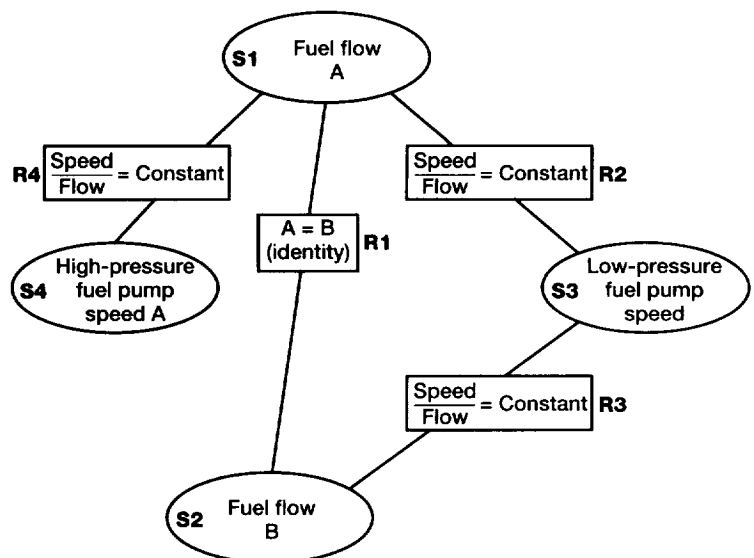 S1 Fuel flow
A
R4 Speed
Flow = Constant
Speed
Flow = Constant R2
A = B
(identity) R1
S4 High-pressure
fuel pump
speed A
S3 Low-pressure
fuel pump
speed
Speed
Flow = Constant R3
S2 Fuel flow
B